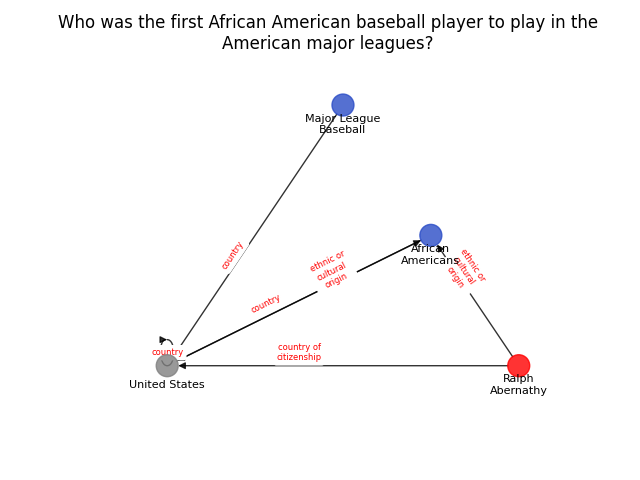 Who was the first African American baseball player to play in the
American major leagues?
Major League
Baseball
country
African
Americans
ethnic or
cultural
origin
ethnic or
cultural
origin
country
country
country of
citizenship
United States
Ralph
Abernathy